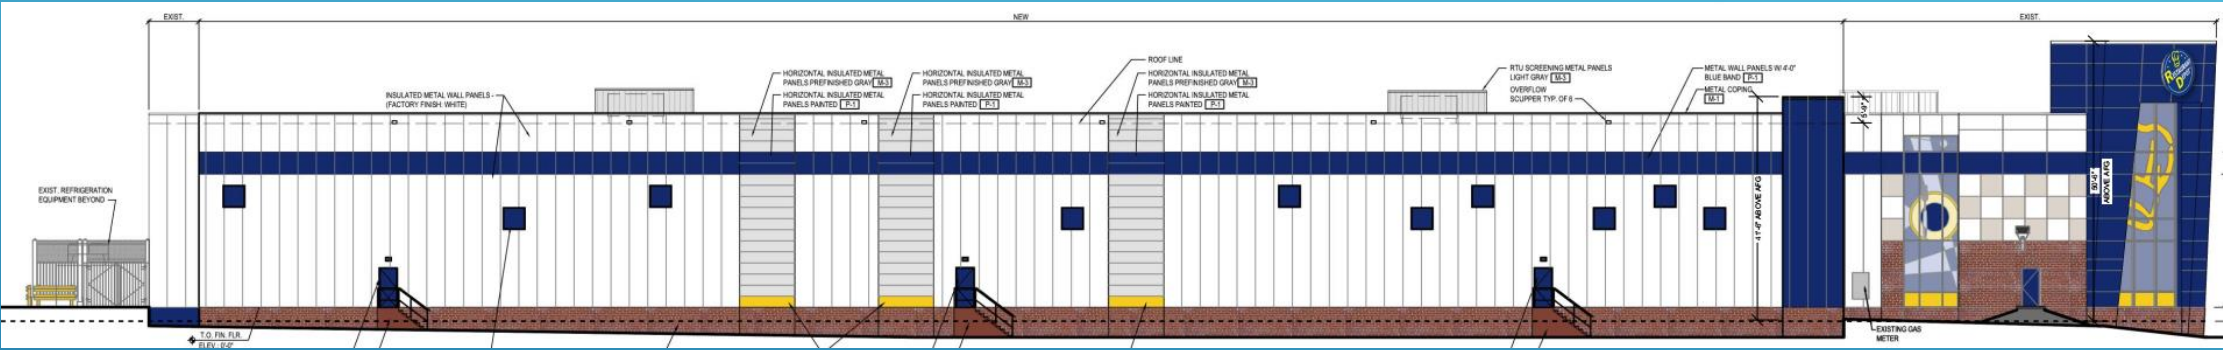 EXIST.
NEW
EXIST.
INSULATED METAL WALL PANELS -
(FACTORY FINISH: WHITE)
HORIZONTAL INSULATED METAL
PANELS PREFINISHED GRAY M-3
HORIZONTAL INSULATED METAL
PANELS PAINTED P-1
HORIZONTAL INSULATED METAL
PANELS PREFINISHED GRAY M-3
HORIZONTAL INSULATED METAL
PANELS PAINTED P-1
ROOF LINE
HORIZONTAL INSULATED METAL
PANELS PREFINISHED GRAY M-3
HORIZONTAL INSULATED METAL
PANELS PAINTED P-1
RTU SCREENING METAL PANELS
LIGHT GRAY M-3
OVERFLOW
SCUPPER TYP. OF 6
METAL WALL PANELS W/ 4'-0"
BLUE BAND P-1
METAL COPING
M-1
RESTAURANT
DEPOT
EXIST. REFRIGERATION
EQUIPMENT BEYOND
41'-6" ABOVE AFG
ABOVE AFG
T.O. FIN. FLR.
ELEV.: 0'-0"
EXISTING GAS
METER